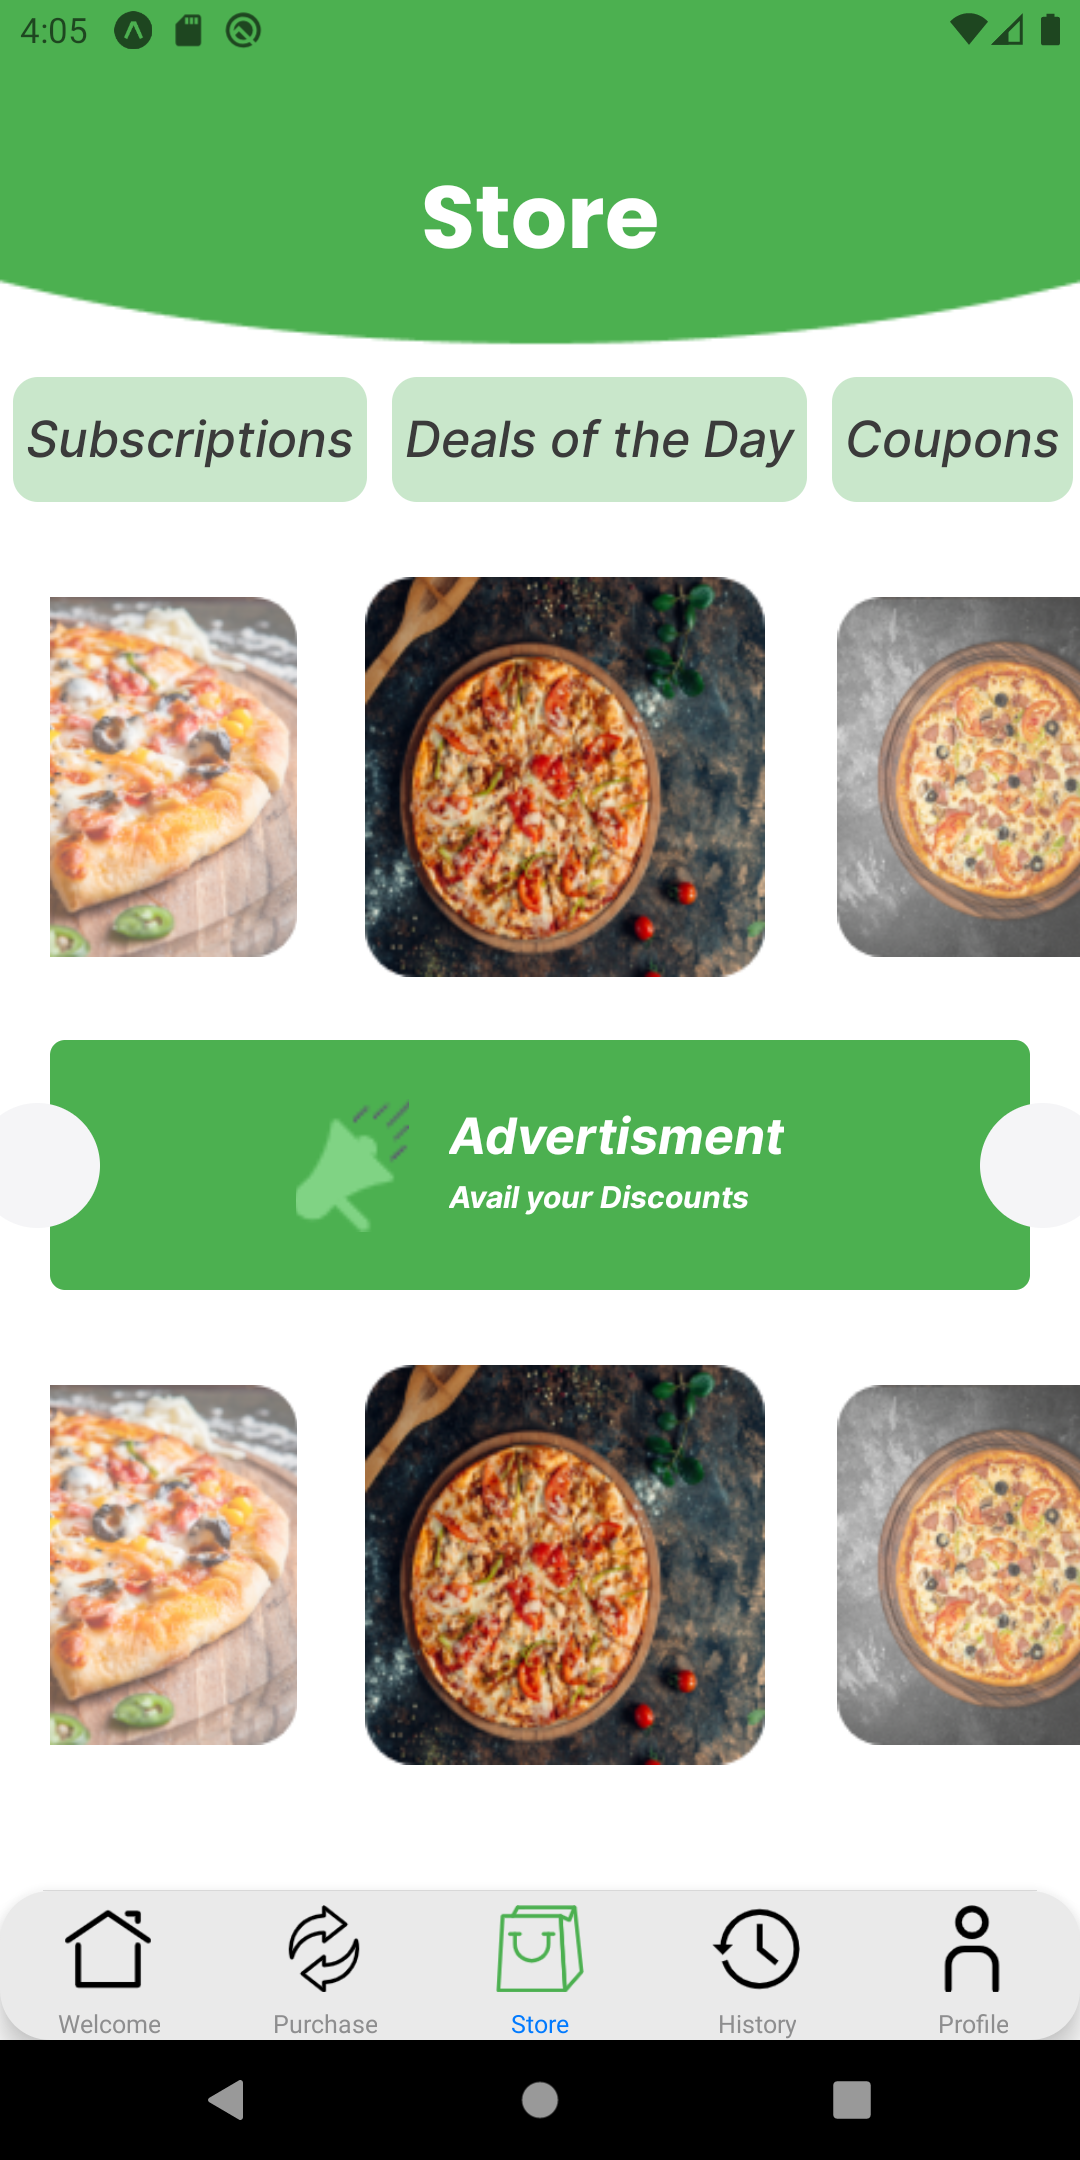 4:05
Store
Subscriptions
Deals of the Day
Coupons
Advertisment
Avail your Discounts
Welcome
Purchase
Store
History
Profile